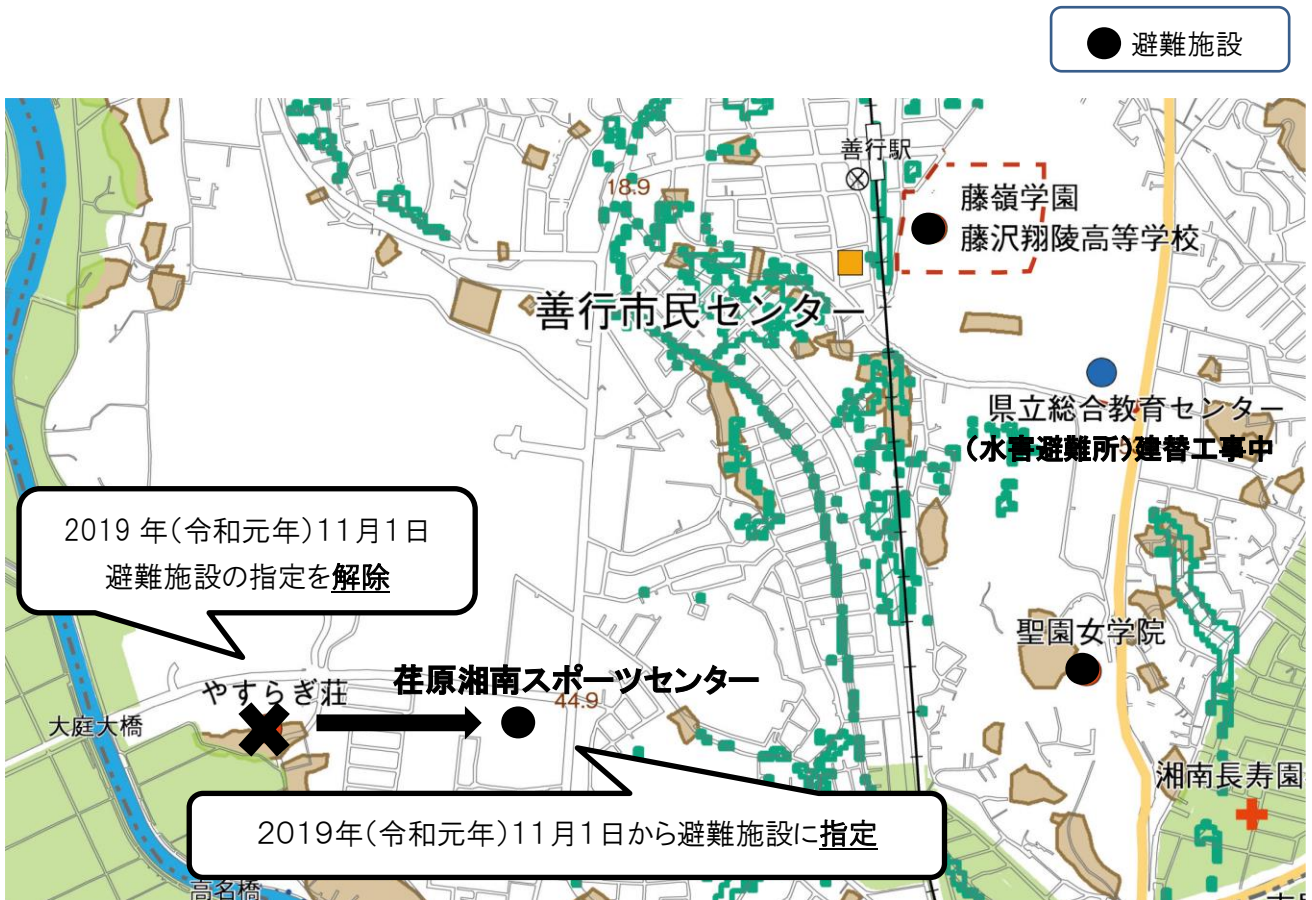 避難施設
善行駅
18.9
藤嶺学園
藤沢翔陵高等学校
善行市民センター
県立総合教育センター
(水害避難所)建替工事中
2019年(令和元年)11月1日
避難施設の指定を解除
聖園女学院
やすらぎ荘
荏原湘南スポーツセンター
44.9
大庭大橋
湘南長寿園
2019年(令和元年)11月1日から避難施設に指定
高名橋